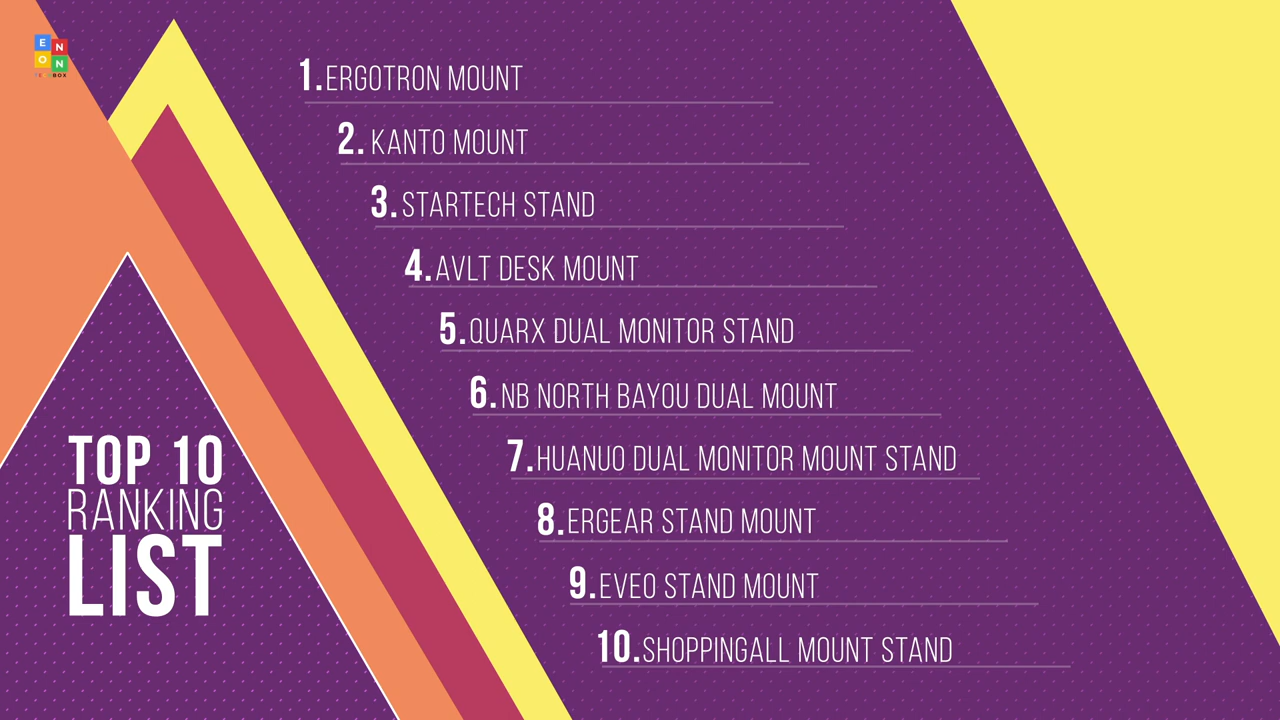 E N
O N
TECHBOX
1. ERGOTRON MOUNT
2. KANTO MOUNT
3. STARTECH STAND
4. AVLT DESK MOUNT
5. QUARX DUAL MONITOR STAND
6. NB NORTH BAYOU DUAL MOUNT
7. HUANUO DUAL MONITOR MOUNT STAND
8. ERGEAR STAND MOUNT
9. EVEO STAND MOUNT
10. SHOPPINGALL MOUNT STAND
TOP 10
RANKING
LIST